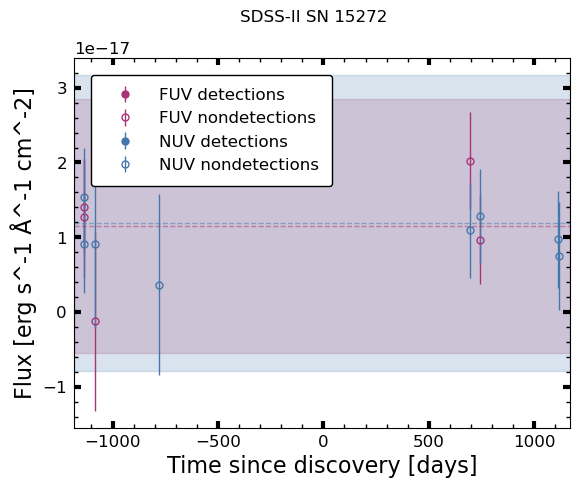 SDSS-II SN 15272
1e−17
FUV detections
FUV nondetections
NUV detections
NUV nondetections
3
2
1
0
−1
Flux [erg s^-1 Å^-1 cm^-2]
−1000
−500
0
500
1000
Time since discovery [days]